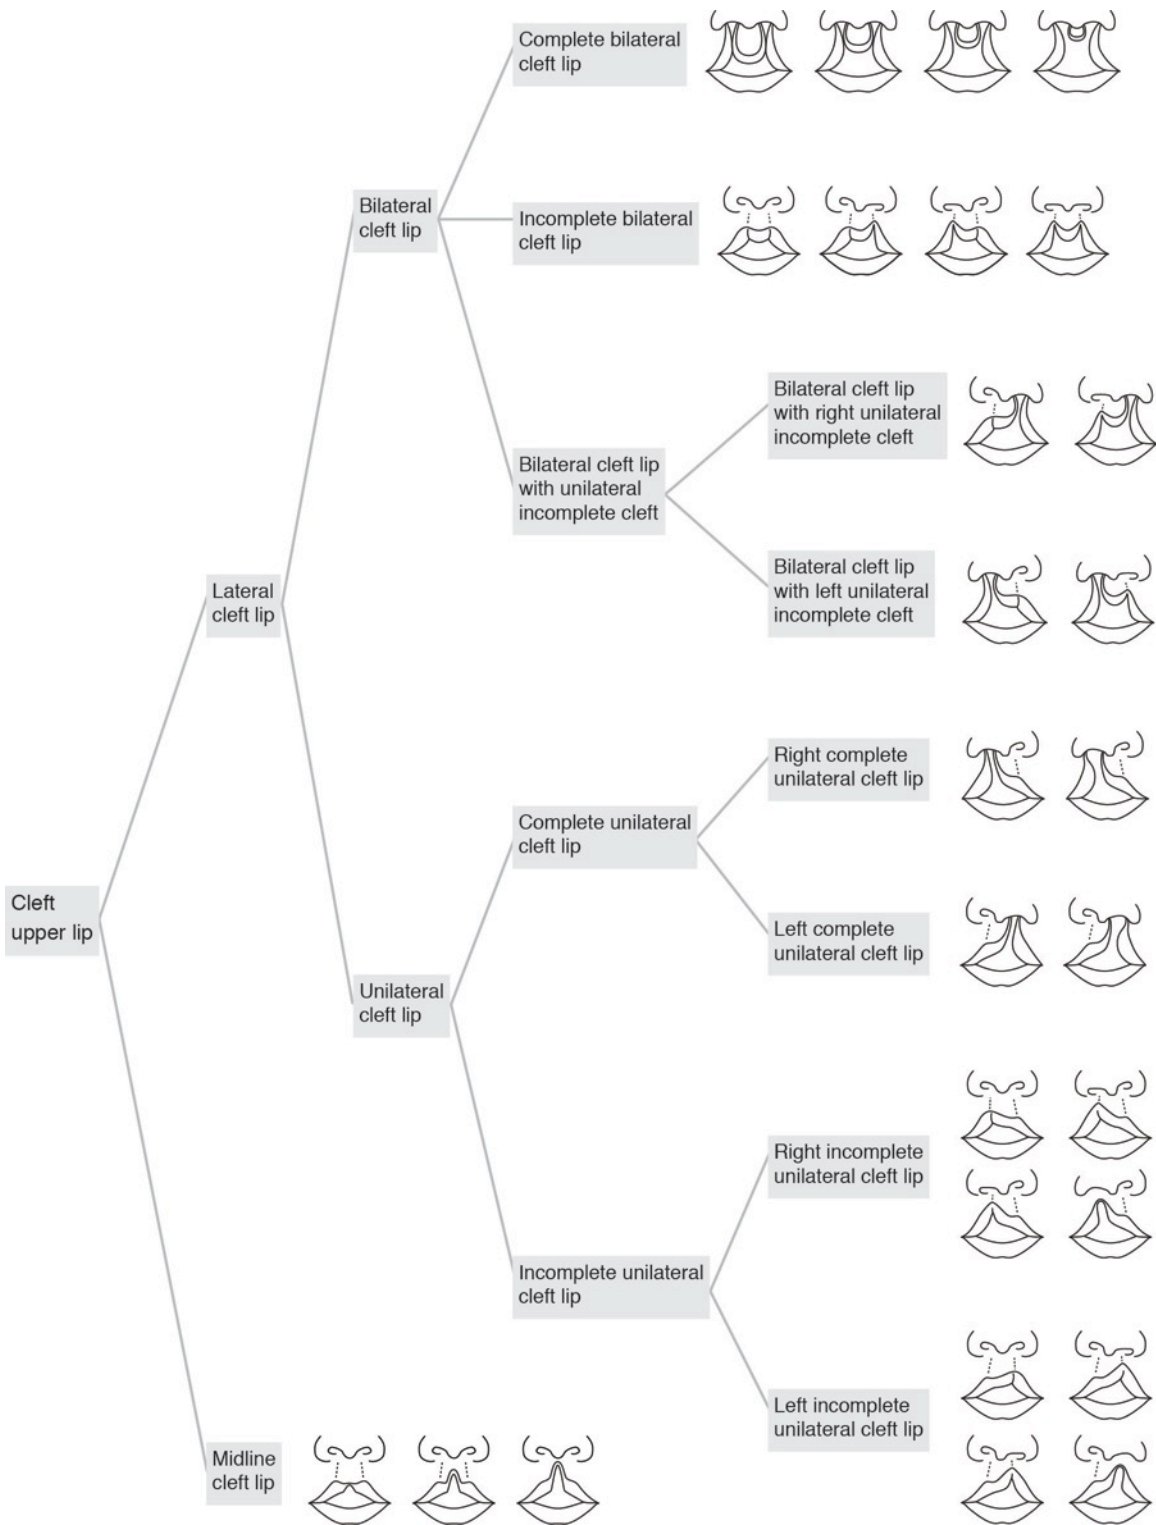 Complete bilateral
cleft lip
Bilateral
cleft lip
Incomplete bilateral
cleft lip
Bilateral cleft lip
with right unilateral
incomplete cleft
Bilateral cleft lip
with unilateral
incomplete cleft
Bilateral cleft lip
with left unilateral
incomplete cleft
Lateral
cleft lip
Right complete
unilateral cleft lip
Complete unilateral
cleft lip
Cleft
upper lip
Left complete
unilateral cleft lip
Unilateral
cleft lip
Right incomplete
unilateral cleft lip
Incomplete unilateral
cleft lip
Left incomplete
unilateral cleft lip
Midline
cleft lip